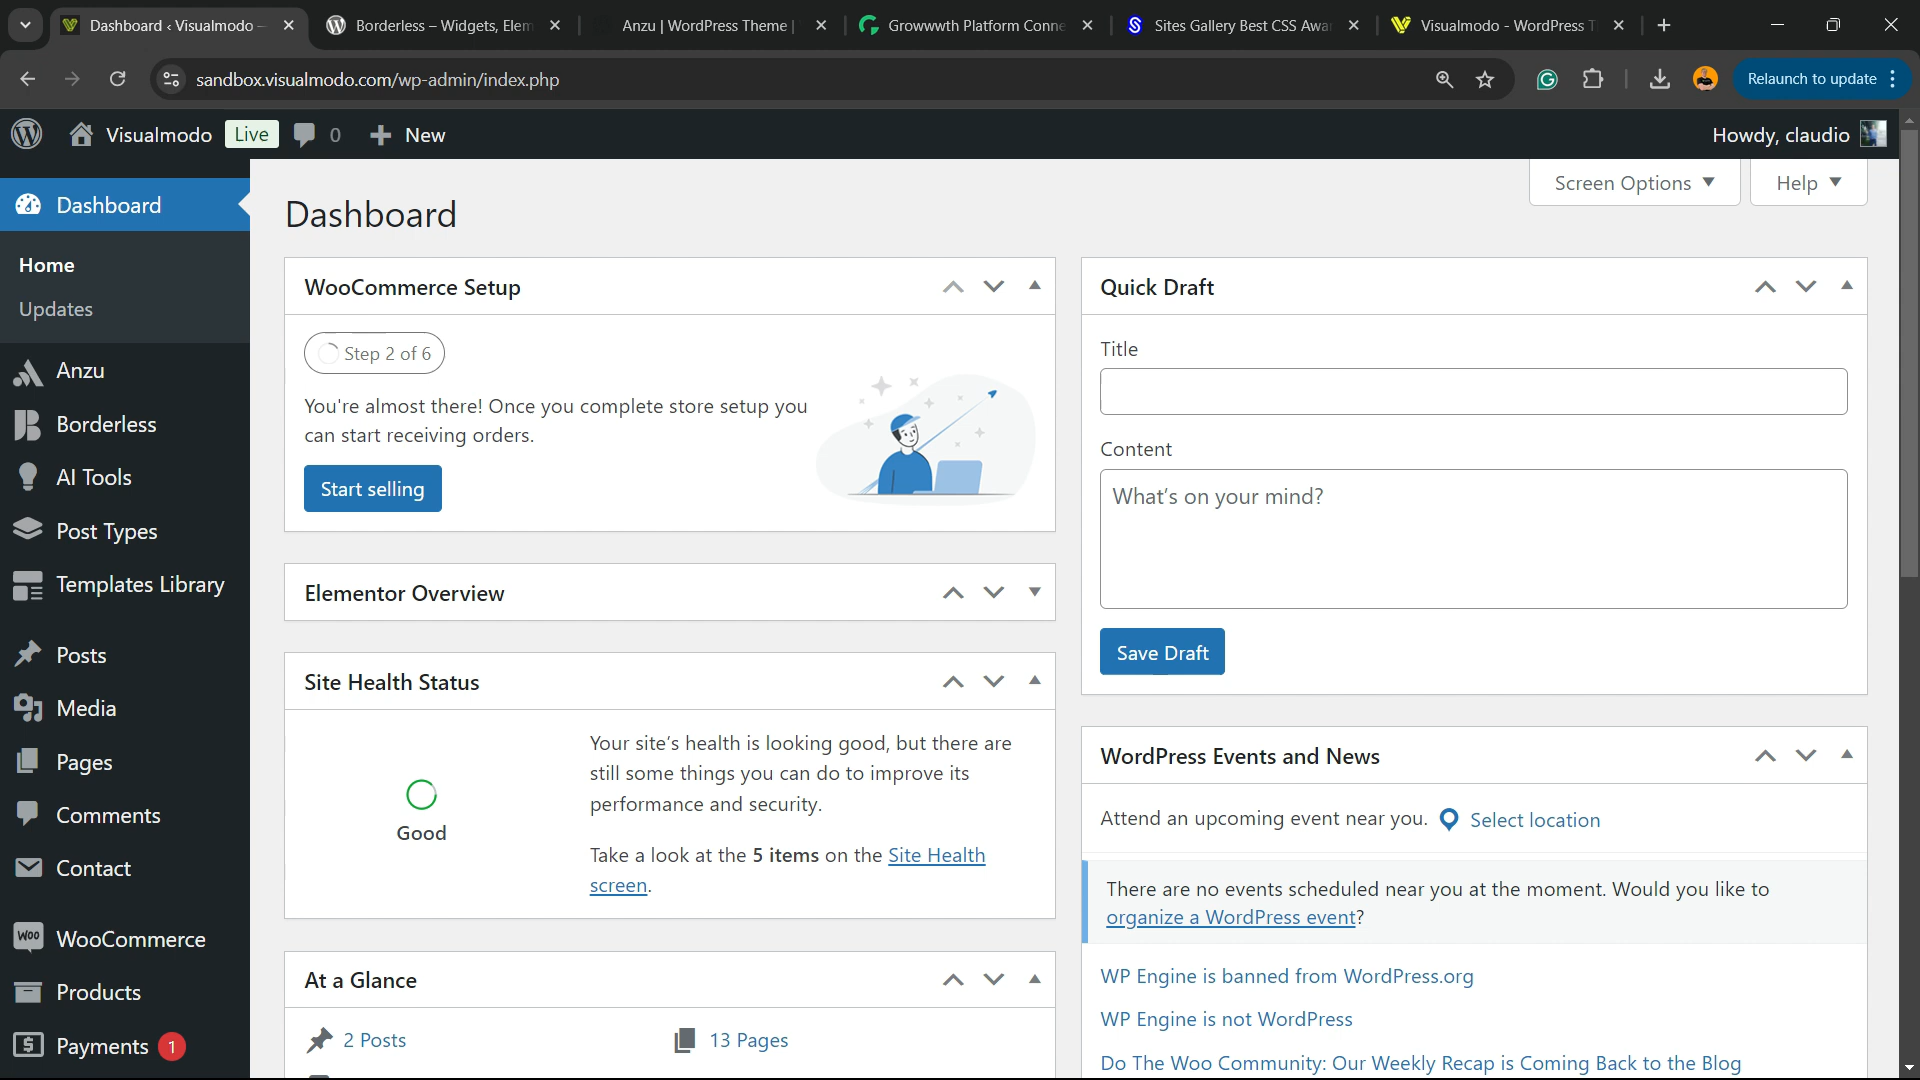 Dashboard ‹ Visualmodo –
Borderless – Widgets, Elem
Anzu | WordPress Theme |
Growwwth Platform Conne
Sites Gallery Best CSS Awa
Visualmodo - WordPress T
sandbox.visualmodo.com/wp-admin/index.php
Relaunch to update
Visualmodo
Live
0
New
Howdy, claudio
Screen Options
Help
Dashboard
Home
Updates
Anzu
Borderless
AI Tools
Post Types
Templates Library
Posts
Media
Pages
Comments
Contact
Woo
WooCommerce
Products
Payments
1
Dashboard
WooCommerce Setup
Step 2 of 6
You're almost there! Once you complete store setup you
can start receiving orders.
Start selling
Elementor Overview
Site Health Status
Good
Your site's health is looking good, but there are
still some things you can do to improve its
performance and security.
Take a look at the 5 items on the Site Health
screen.
At a Glance
2 Posts
13 Pages
Quick Draft
Title
Content
What's on your mind?
Save Draft
WordPress Events and News
Attend an upcoming event near you.
Select location
There are no events scheduled near you at the moment. Would you like to
organize a WordPress event?
WP Engine is banned from WordPress.org
WP Engine is not WordPress
Do The Woo Community: Our Weekly Recap is Coming Back to the Blog